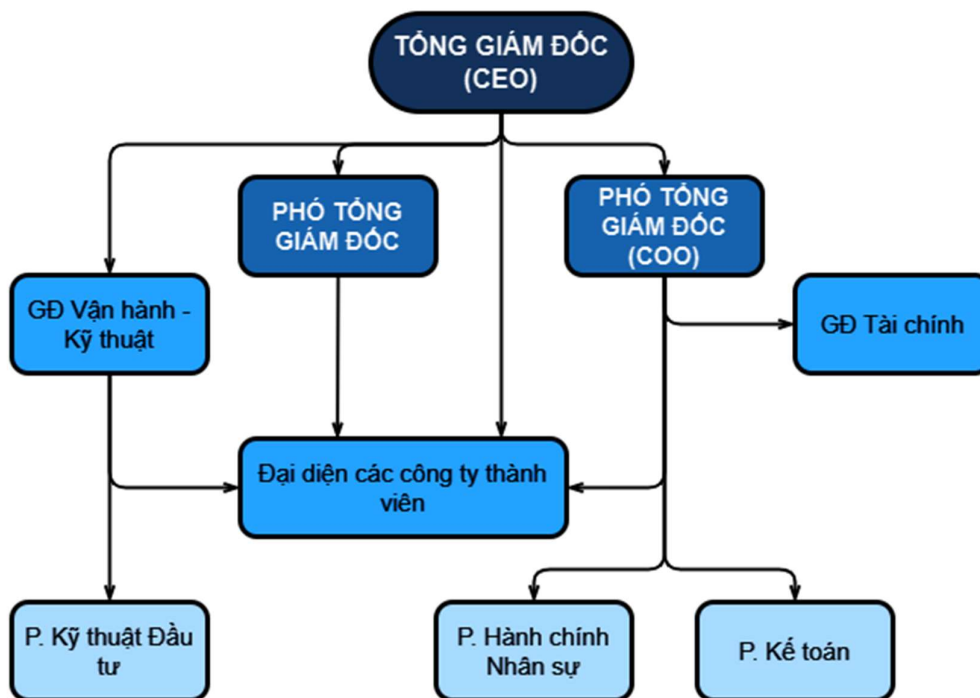 TỔNG GIÁM ĐỐC
(CEO)
PHÓ TỔNG
GIÁM ĐỐC
PHÓ TỔNG
GIÁM ĐỐC
(COO)
GĐ Vận hành -
Kỹ thuật
GĐ Tài chính
Đại diện các công ty thành
viên
P. Kỹ thuật Đầu
tư
P. Hành chính
Nhân sự
P. Kế toán